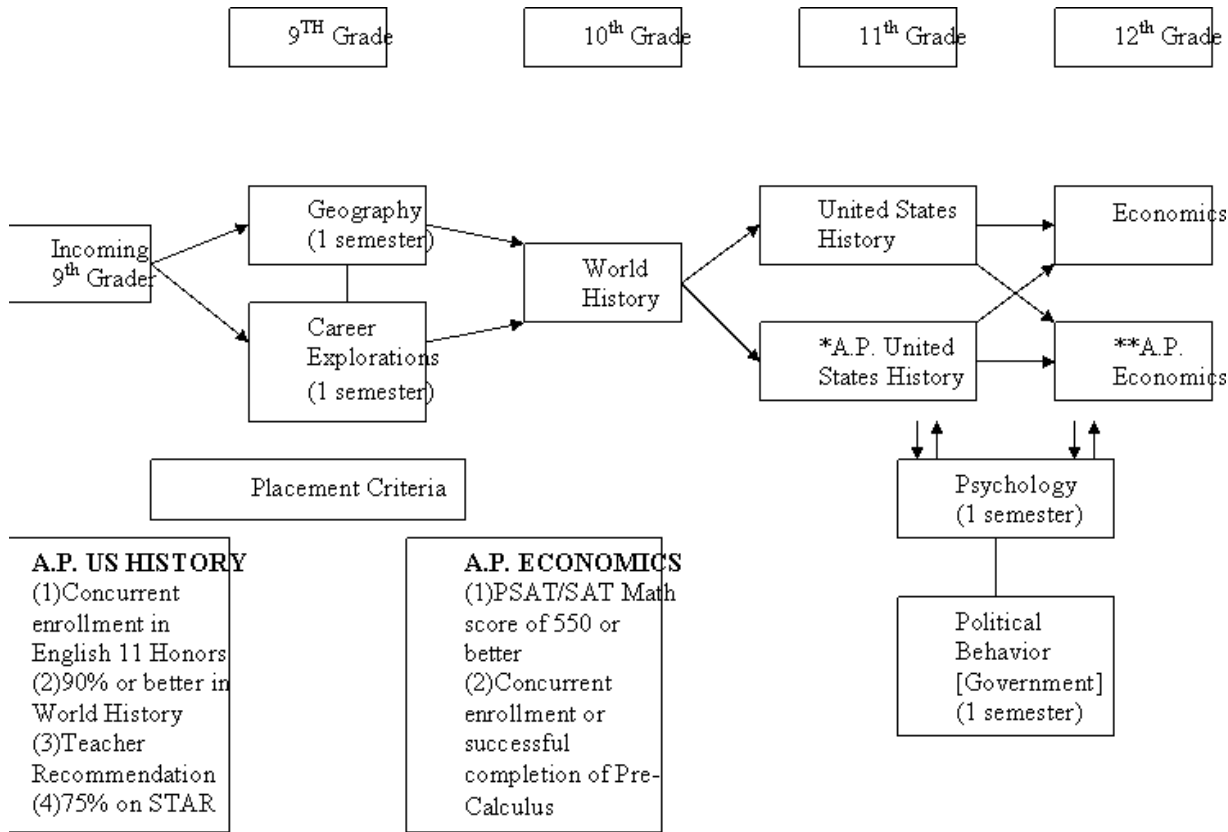 9TH Grade
10th Grade
11th Grade
12th Grade
Incoming
9th Grader
Geography
(1 semester)
Career
Explorations
(1 semester)
World
History
United States
History
*A.P. United
States History
Economics
**A.P.
Economics
Placement Criteria
Psychology
(1 semester)
A.P. US HISTORY
(1)Concurrent
enrollment in
English 11 Honors
(2)90% or better in
World History
(3)Teacher
Recommendation
(4)75% on STAR
A.P. ECONOMICS
(1)PSAT/SAT Math
score of 550 or
better
(2)Concurrent
enrollment or
successful
completion of Pre-
Calculus
Political
Behavior
[Government]
(1 semester)